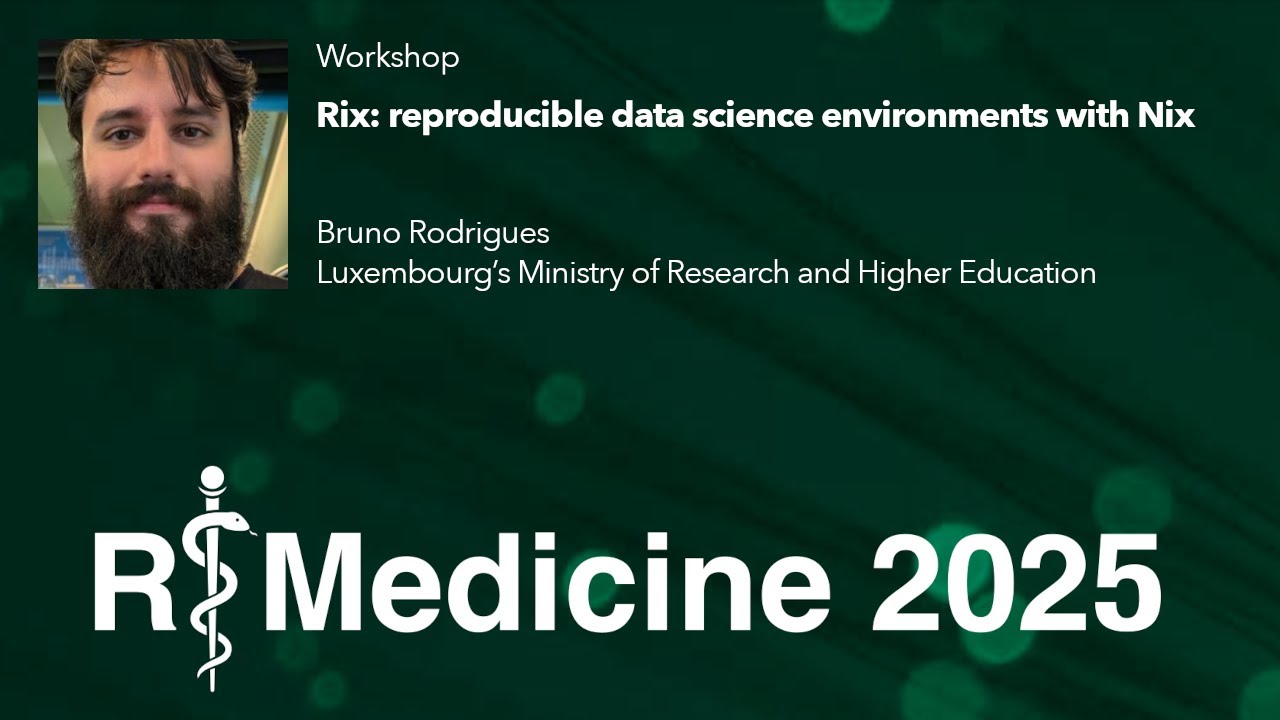 Workshop
Rix: reproducible data science environments with Nix
Bruno Rodrigues
Luxembourg’s Ministry of Research and Higher Education
R Medicine 2025